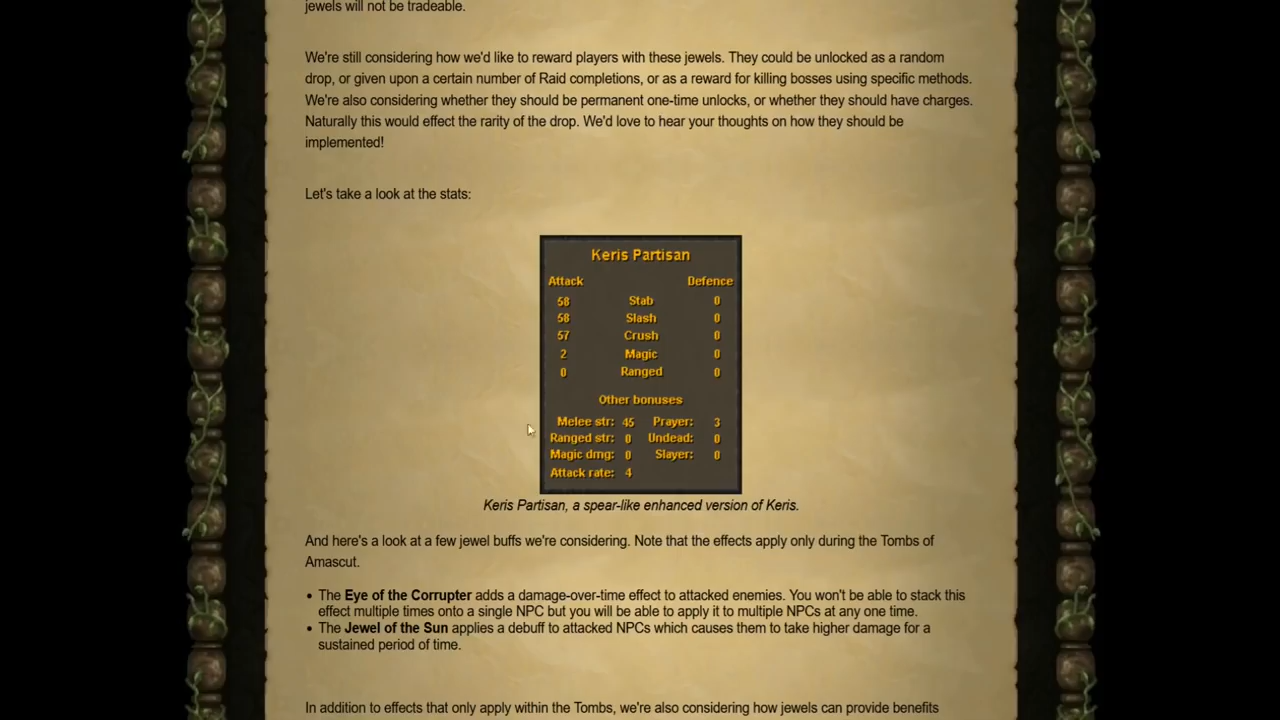 jewels will not be tradeable.
We're still considering how we'd like to reward players with these jewels. They could be unlocked as a random
drop, or given upon a certain number of Raid completions, or as a reward for killing bosses using specific methods.
We're also considering whether they should be permanent one-time unlocks, or whether they should have charges.
Naturally this would effect the rarity of the drop. We'd love to hear your thoughts on how they should be
implemented!
Let's take a look at the stats:
Keris Partisan
Attack Defence
58 Stab 0
58 Slash 0
57 Crush 0
2 Magic 0
0 Ranged 0
Other bonuses
Melee str: 45 Prayer: 3
Ranged str: 0 Undead: 0
Magic dmg: 0 Slayer: 0
Attack rate: 4
Keris Partisan, a spear-like enhanced version of Keris.
And here's a look at a few jewel buffs we're considering. Note that the effects apply only during the Tombs of
Amascut.
• The Eye of the Corrupter adds a damage-over-time effect to attacked enemies. You won't be able to stack this
effect multiple times onto a single NPC but you will be able to apply it to multiple NPCs at any one time.
• The Jewel of the Sun applies a debuff to attacked NPCs which causes them to take higher damage for a
sustained period of time.
In addition to effects that only apply within the Tombs, we're also considering how jewels can provide benefits